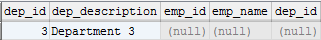 dep_id dep_description emp_id emp_name dep_id
3 Department 3 (null) (null) (null)